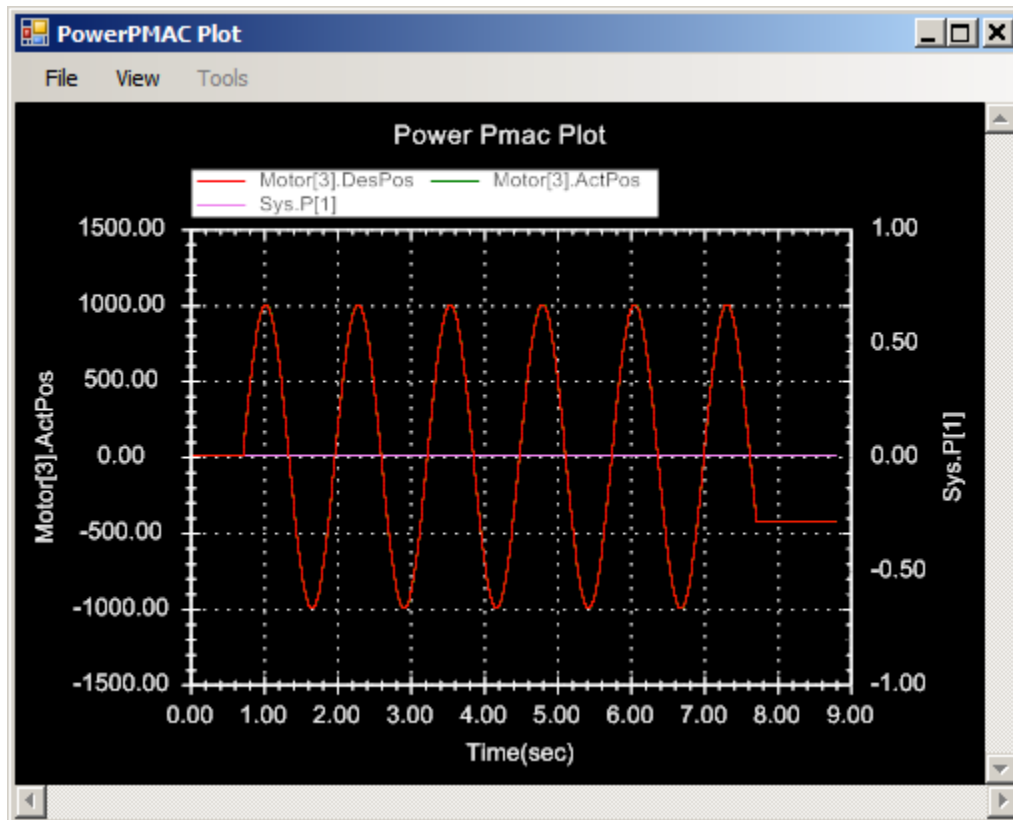 PowerPMAC Plot
File View Tools
Power Pmac Plot
Motor[3].DesPos Motor[3].ActPos
Sys.P[1]
1500.00
1000.00
500.00
0.00
-500.00
-1000.00
-1500.00
Motor[3].ActPos
1.00
0.50
0.00
-0.50
-1.00
Sys.P[1]
0.00 1.00 2.00 3.00 4.00 5.00 6.00 7.00 8.00 9.00
Time(sec)